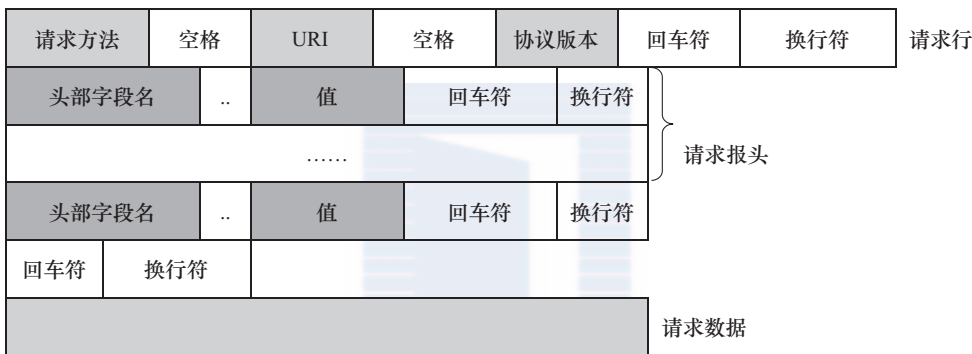 请求方法 空格 URI 空格 协议版本 回车符 换行符 请求行
头部字段名 .. 值 回车符 换行符
……
请求报头
头部字段名 .. 值 回车符 换行符
回车符 换行符
请求数据